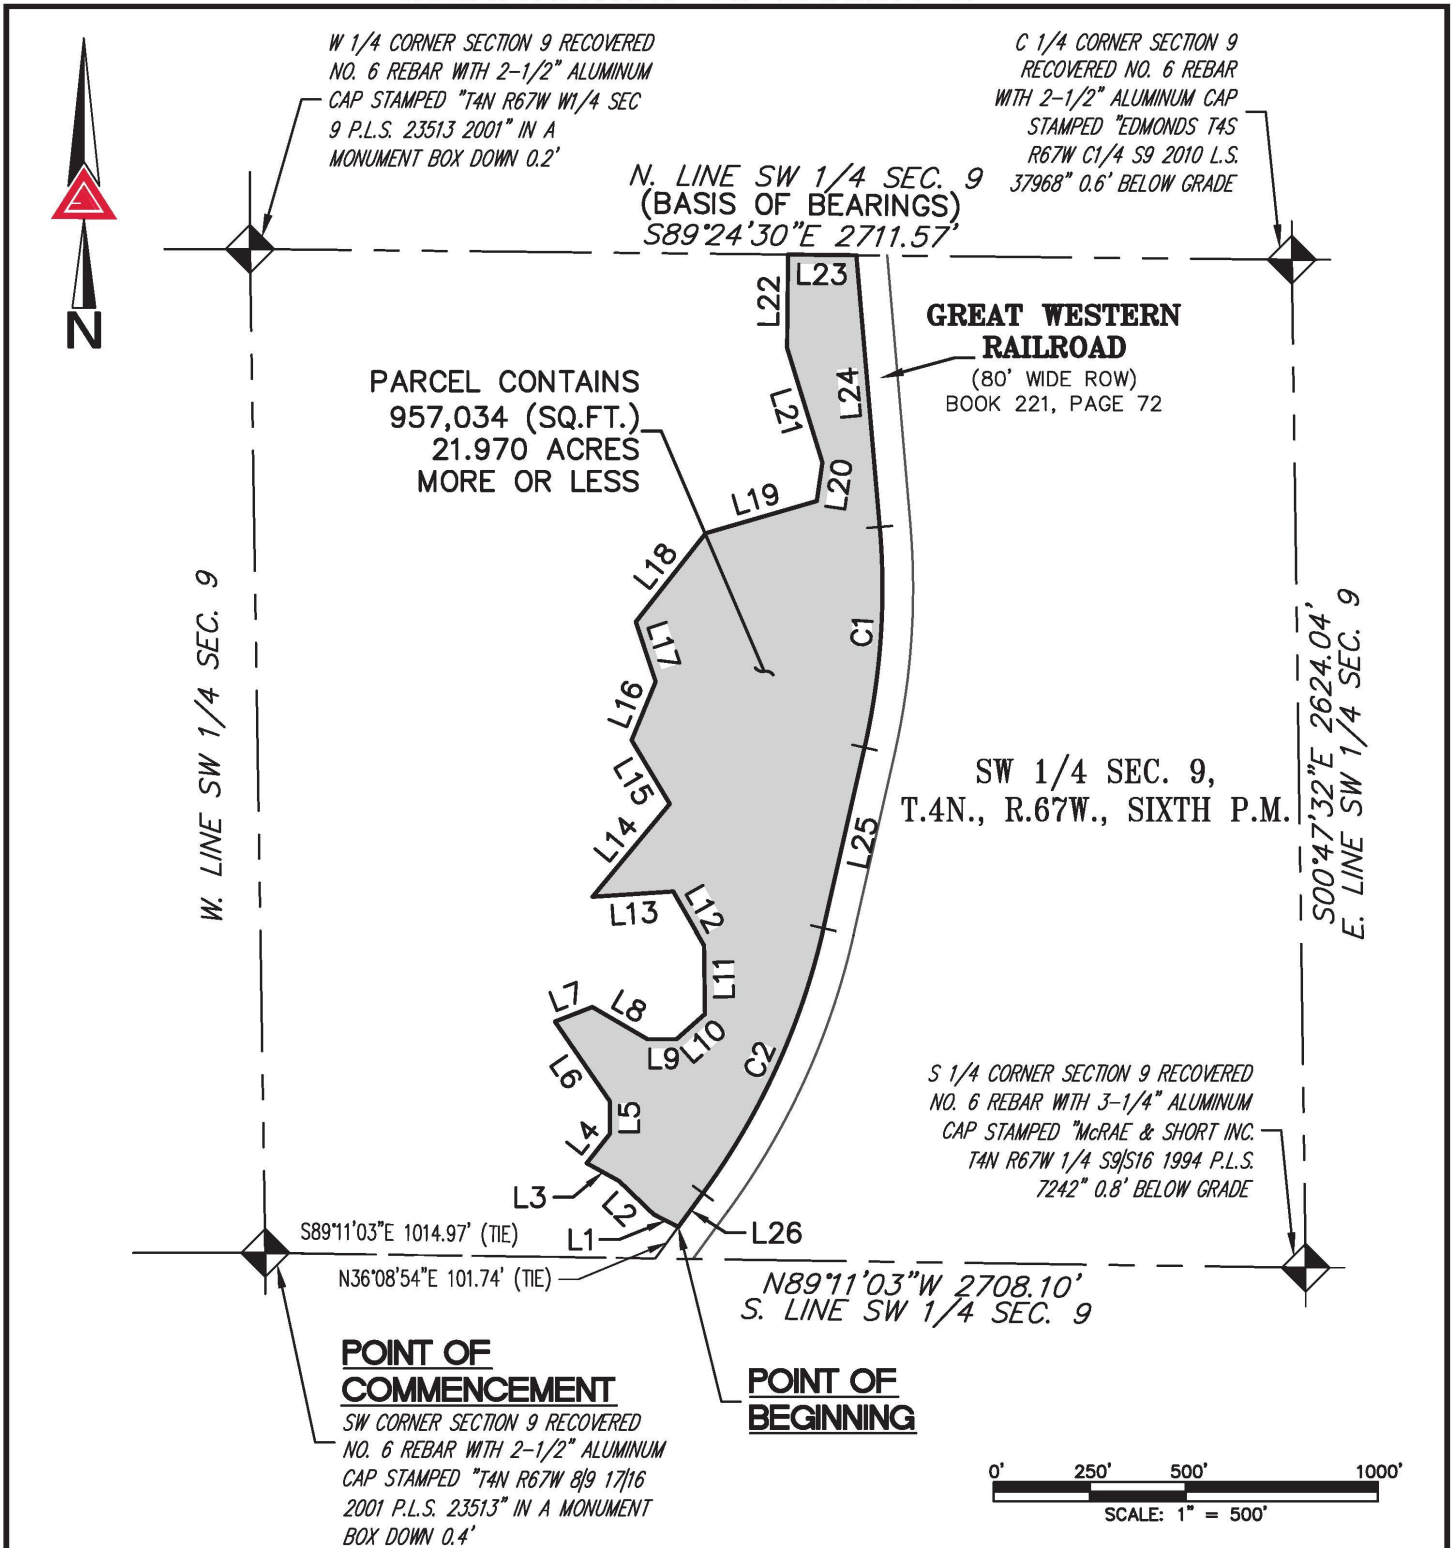 W 1/4 CORNER SECTION 9 RECOVERED
NO. 6 REBAR WITH 2-1/2" ALUMINUM
CAP STAMPED "T4N R67W W1/4 SEC
9 P.L.S. 23513 2001" IN A
MONUMENT BOX DOWN 0.2'
C 1/4 CORNER SECTION 9
RECOVERED NO. 6 REBAR
WITH 2-1/2" ALUMINUM CAP
STAMPED "EDMONDS T4S
R67W C1/4 S9 2010 L.S.
37968" 0.6' BELOW GRADE
N. LINE SW 1/4 SEC. 9
(BASIS OF BEARINGS)
S89°24'30"E 2711.57'
N
L23
L22
GREAT WESTERN
RAILROAD
(80' WIDE ROW)
BOOK 221, PAGE 72
PARCEL CONTAINS
957,034 (SQ.FT.)
21.970 ACRES
MORE OR LESS
L24
L21
L20
L19
L18
L17
L16
L15
L14
L13
L12
L11
L10
L9
L8
L7
L6
L5
L4
L3
L2
L1
C1
L25
C2
L26
W. LINE SW 1/4 SEC. 9
SW 1/4 SEC. 9,
T.4N., R.67W., SIXTH P.M.
S00°47'32"E 2624.04'
E. LINE SW 1/4 SEC. 9
S 1/4 CORNER SECTION 9 RECOVERED
NO. 6 REBAR WITH 3-1/4" ALUMINUM
CAP STAMPED "McRAE & SHORT INC.
T4N R67W 1/4 S9|S16 1994 P.L.S.
7242" 0.8' BELOW GRADE
S89°11'03"E 1014.97' (TIE)
N36°08'54"E 101.74' (TIE)
N89°11'03"W 2708.10'
S. LINE SW 1/4 SEC. 9
POINT OF
COMMENCEMENT
SW CORNER SECTION 9 RECOVERED
NO. 6 REBAR WITH 2-1/2" ALUMINUM
CAP STAMPED "T4N R67W 8|9 17|16
2001 P.L.S. 23513" IN A MONUMENT
BOX DOWN 0.4'
POINT OF
BEGINNING
0' 250' 500' 1000'
SCALE: 1" = 500'